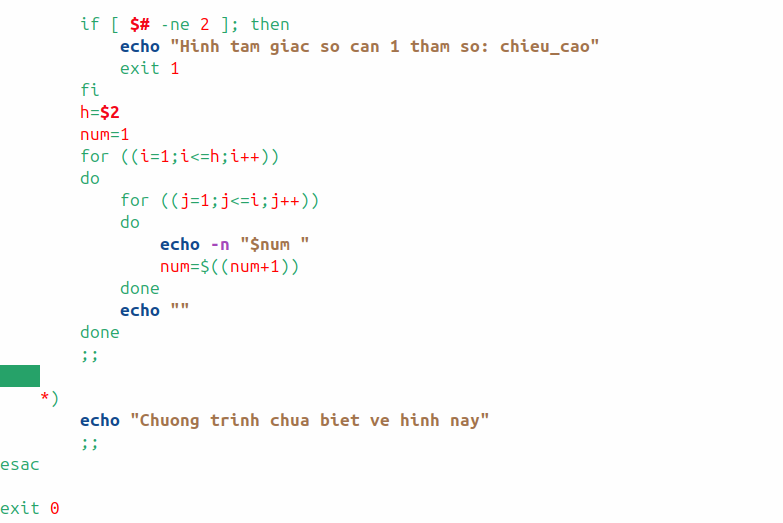 if [ $# -ne 2 ]; then
echo "Hinh tam giac so can 1 tham so: chieu_cao"
exit 1
fi
h=$2
num=1
for ((i=1;i<=h;i++))
do
for ((j=1;j<=i;j++))
do
echo -n "$num "
num=$((num+1))
done
echo ""
done
;;
*)
echo "Chuong trinh chua biet ve hinh nay"
;;
esac
exit 0